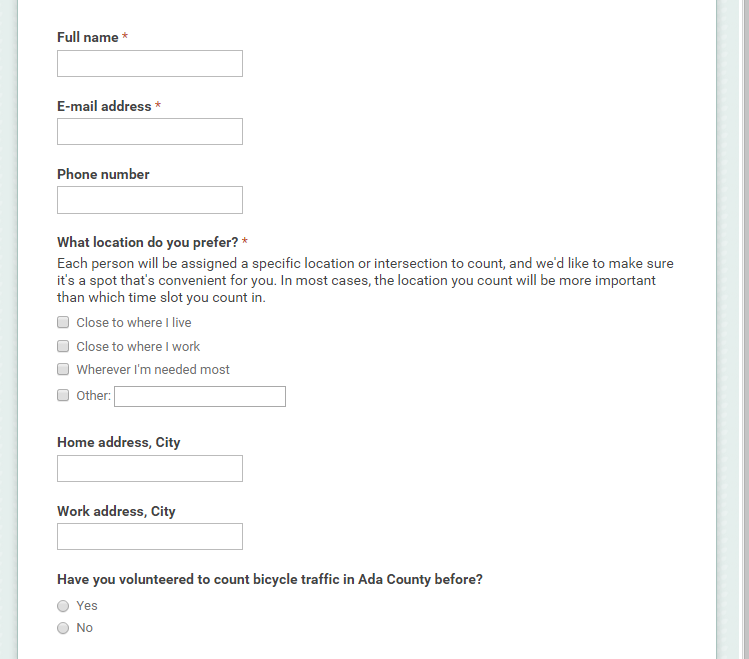 Full name *
E-mail address *
Phone number
What location do you prefer? *
Each person will be assigned a specific location or intersection to count, and we'd like to make sure
it's a spot that's convenient for you. In most cases, the location you count will be more important
than which time slot you count in.
Close to where I live
Close to where I work
Wherever I'm needed most
Other:
Home address, City
Work address, City
Have you volunteered to count bicycle traffic in Ada County before?
Yes
No